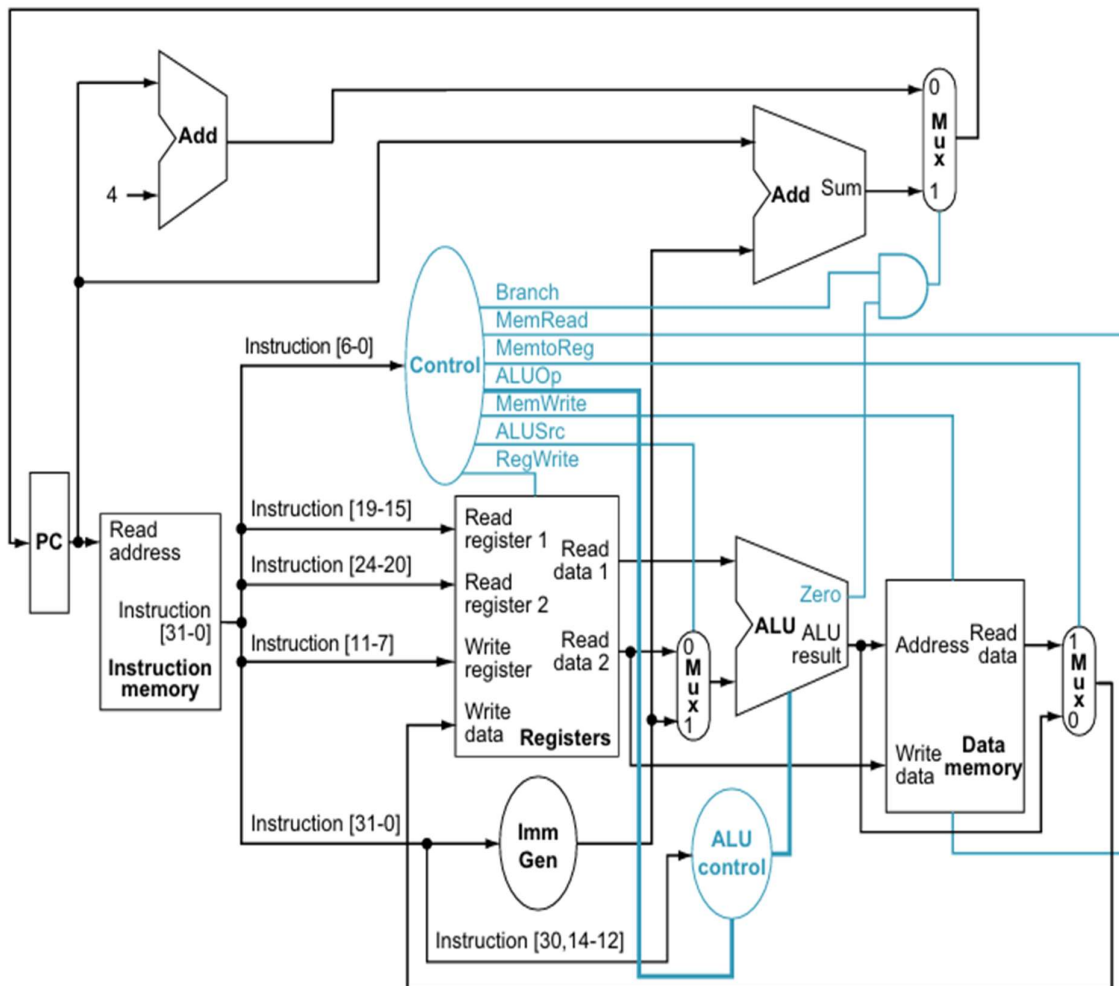 Add
4
0
M
u
x
1
Add
Sum
Branch
MemRead
MemtoReg
ALUOp
MemWrite
ALUSrc
RegWrite
Control
Instruction [6-0]
PC
Read
address
Instruction
[31-0]
Instruction
memory
Instruction [19-15]
Instruction [24-20]
Instruction [11-7]
Instruction [31-0]
Read
register 1
Read
register 2
Write
register
Write
data
Read
data 1
Read
data 2
Registers
0
M
u
x
1
Zero
ALU
ALU
result
Address
Read
data
Write
data
Data
memory
1
M
u
x
0
Imm
Gen
ALU
control
Instruction [30,14-12]